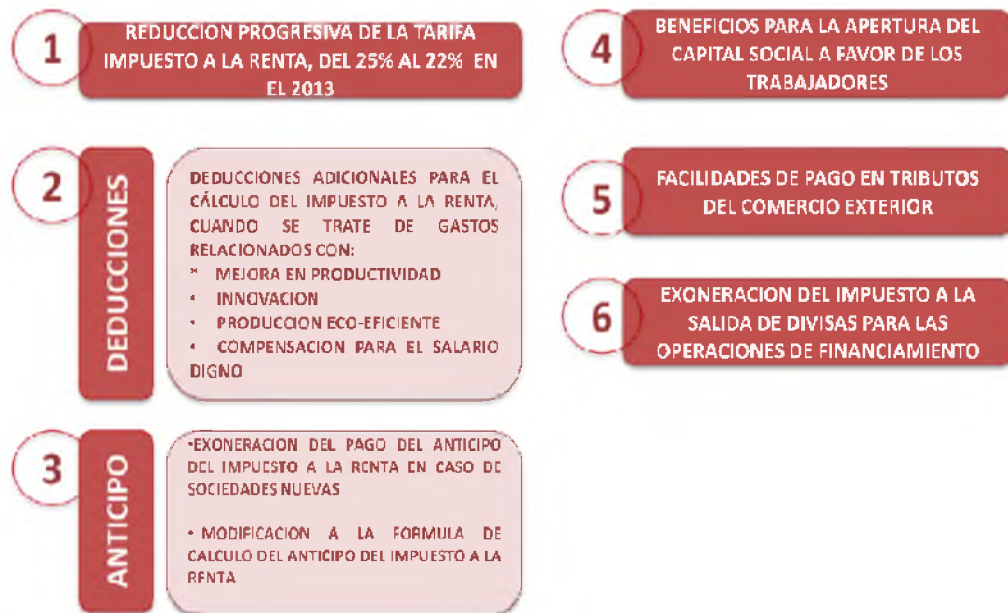 1
REDUCCION PROGRESIVA DE LA TARIFA
IMPUESTO A LA RENTA, DEL 25% AL 22% EN
EL 2013
2
DEDUCCIONES
DEDUCCIONES ADICIONALES PARA EL
CÁLCULO DEL IMPUESTO A LA RENTA,
CUANDO SE TRATE DE GASTOS
RELACIONADOS CON:
• MEJORA EN PRODUCTIVIDAD
• INNOVACION
• PRODUCCION ECO-EFICIENTE
• COMPENSACION PARA EL SALARIO
DIGNO
3
ANTICIPO
•EXONERACION DEL PAGO DEL ANTICIPO
DEL IMPUESTO A LA RENTA EN CASO DE
SOCIEDADES NUEVAS
• MODIFICACION A LA FORMULA DE
CALCULO DEL ANTICIPO DEL IMPUESTO A LA
RENTA
4
BENEFICIOS PARA LA APERTURA DEL
CAPITAL SOCIAL A FAVOR DE LOS
TRABAJADORES
5
FACILIDADES DE PAGO EN TRIBUTOS
DEL COMERCIO EXTERIOR
6
EXONERACION DEL IMPUESTO A LA
SALIDA DE DIVISAS PARA LAS
OPERACIONES DE FINANCIAMIENTO